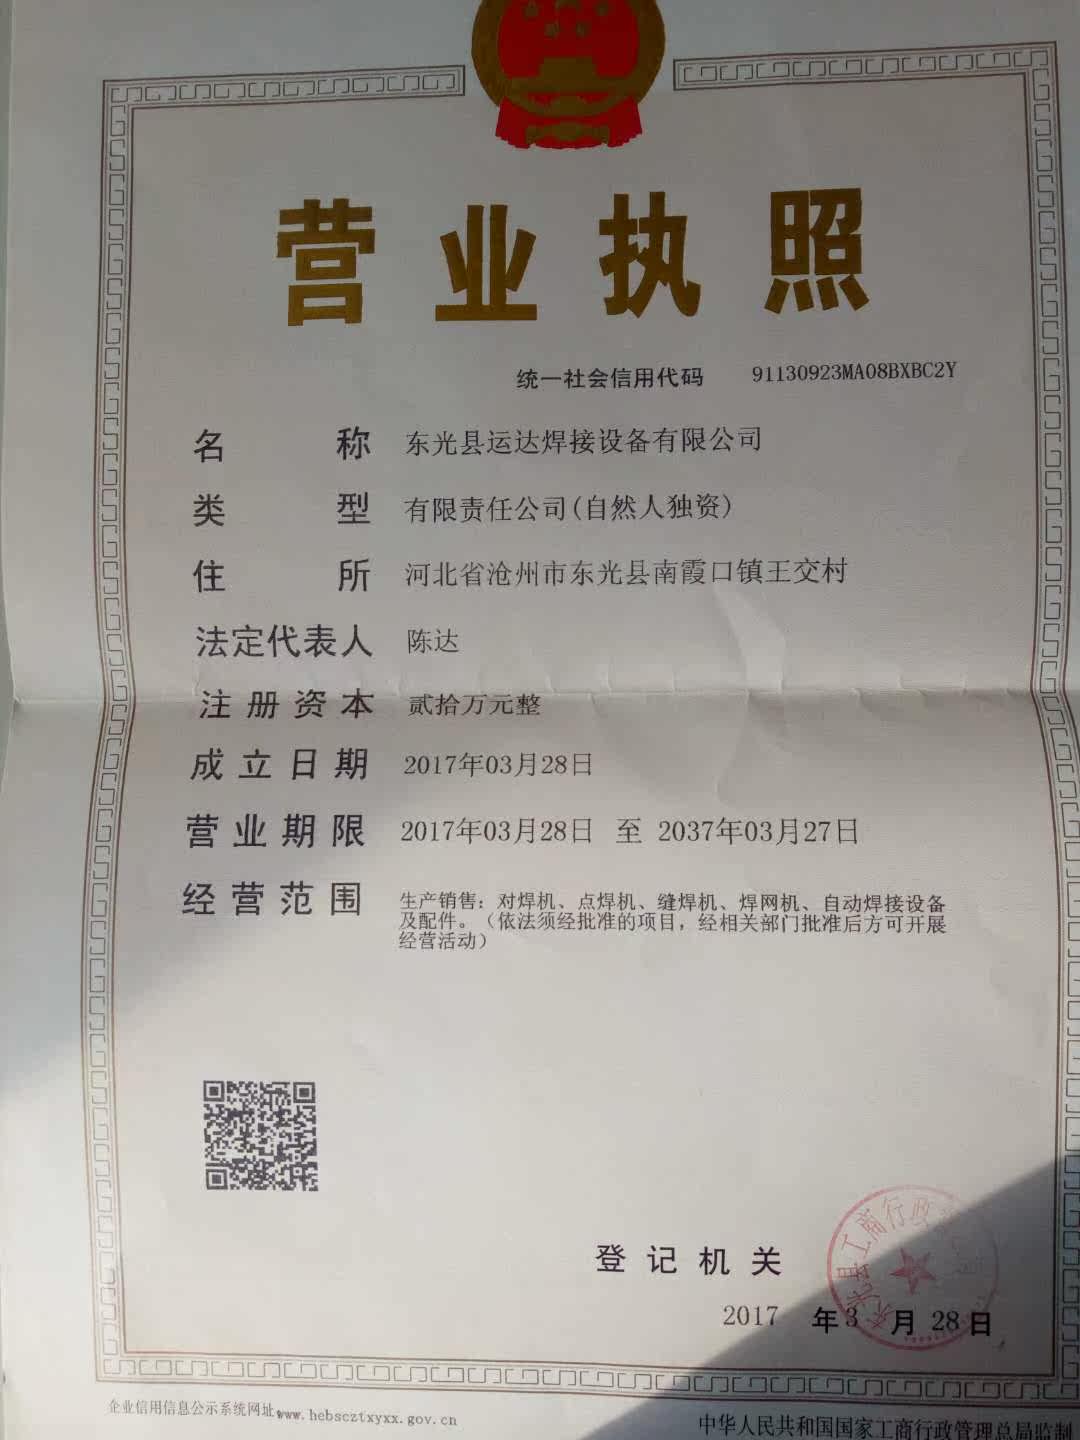 营业执照
统一社会信用代码 91130923MA08BXBC2Y
名称 东光县运达焊接设备有限公司
类型 有限责任公司(自然人独资)
住所 河北省沧州市东光县南霞口镇王交村
法定代表人 陈达
注册资本 贰拾万元整
成立日期 2017年03月28日
营业期限 2017年03月28日 至 2037年03月27日
经营范围 生产销售：对焊机、点焊机、缝焊机、焊网机、自动焊接设备
及配件。（依法须经批准的项目，经相关部门批准后方可开展
经营活动）
登记机关
东光县工商行政
2017 年 3 月 28 日
企业信用信息公示系统网址：www.hebscztxyxx.gov.cn
中华人民共和国国家工商行政管理总局监制